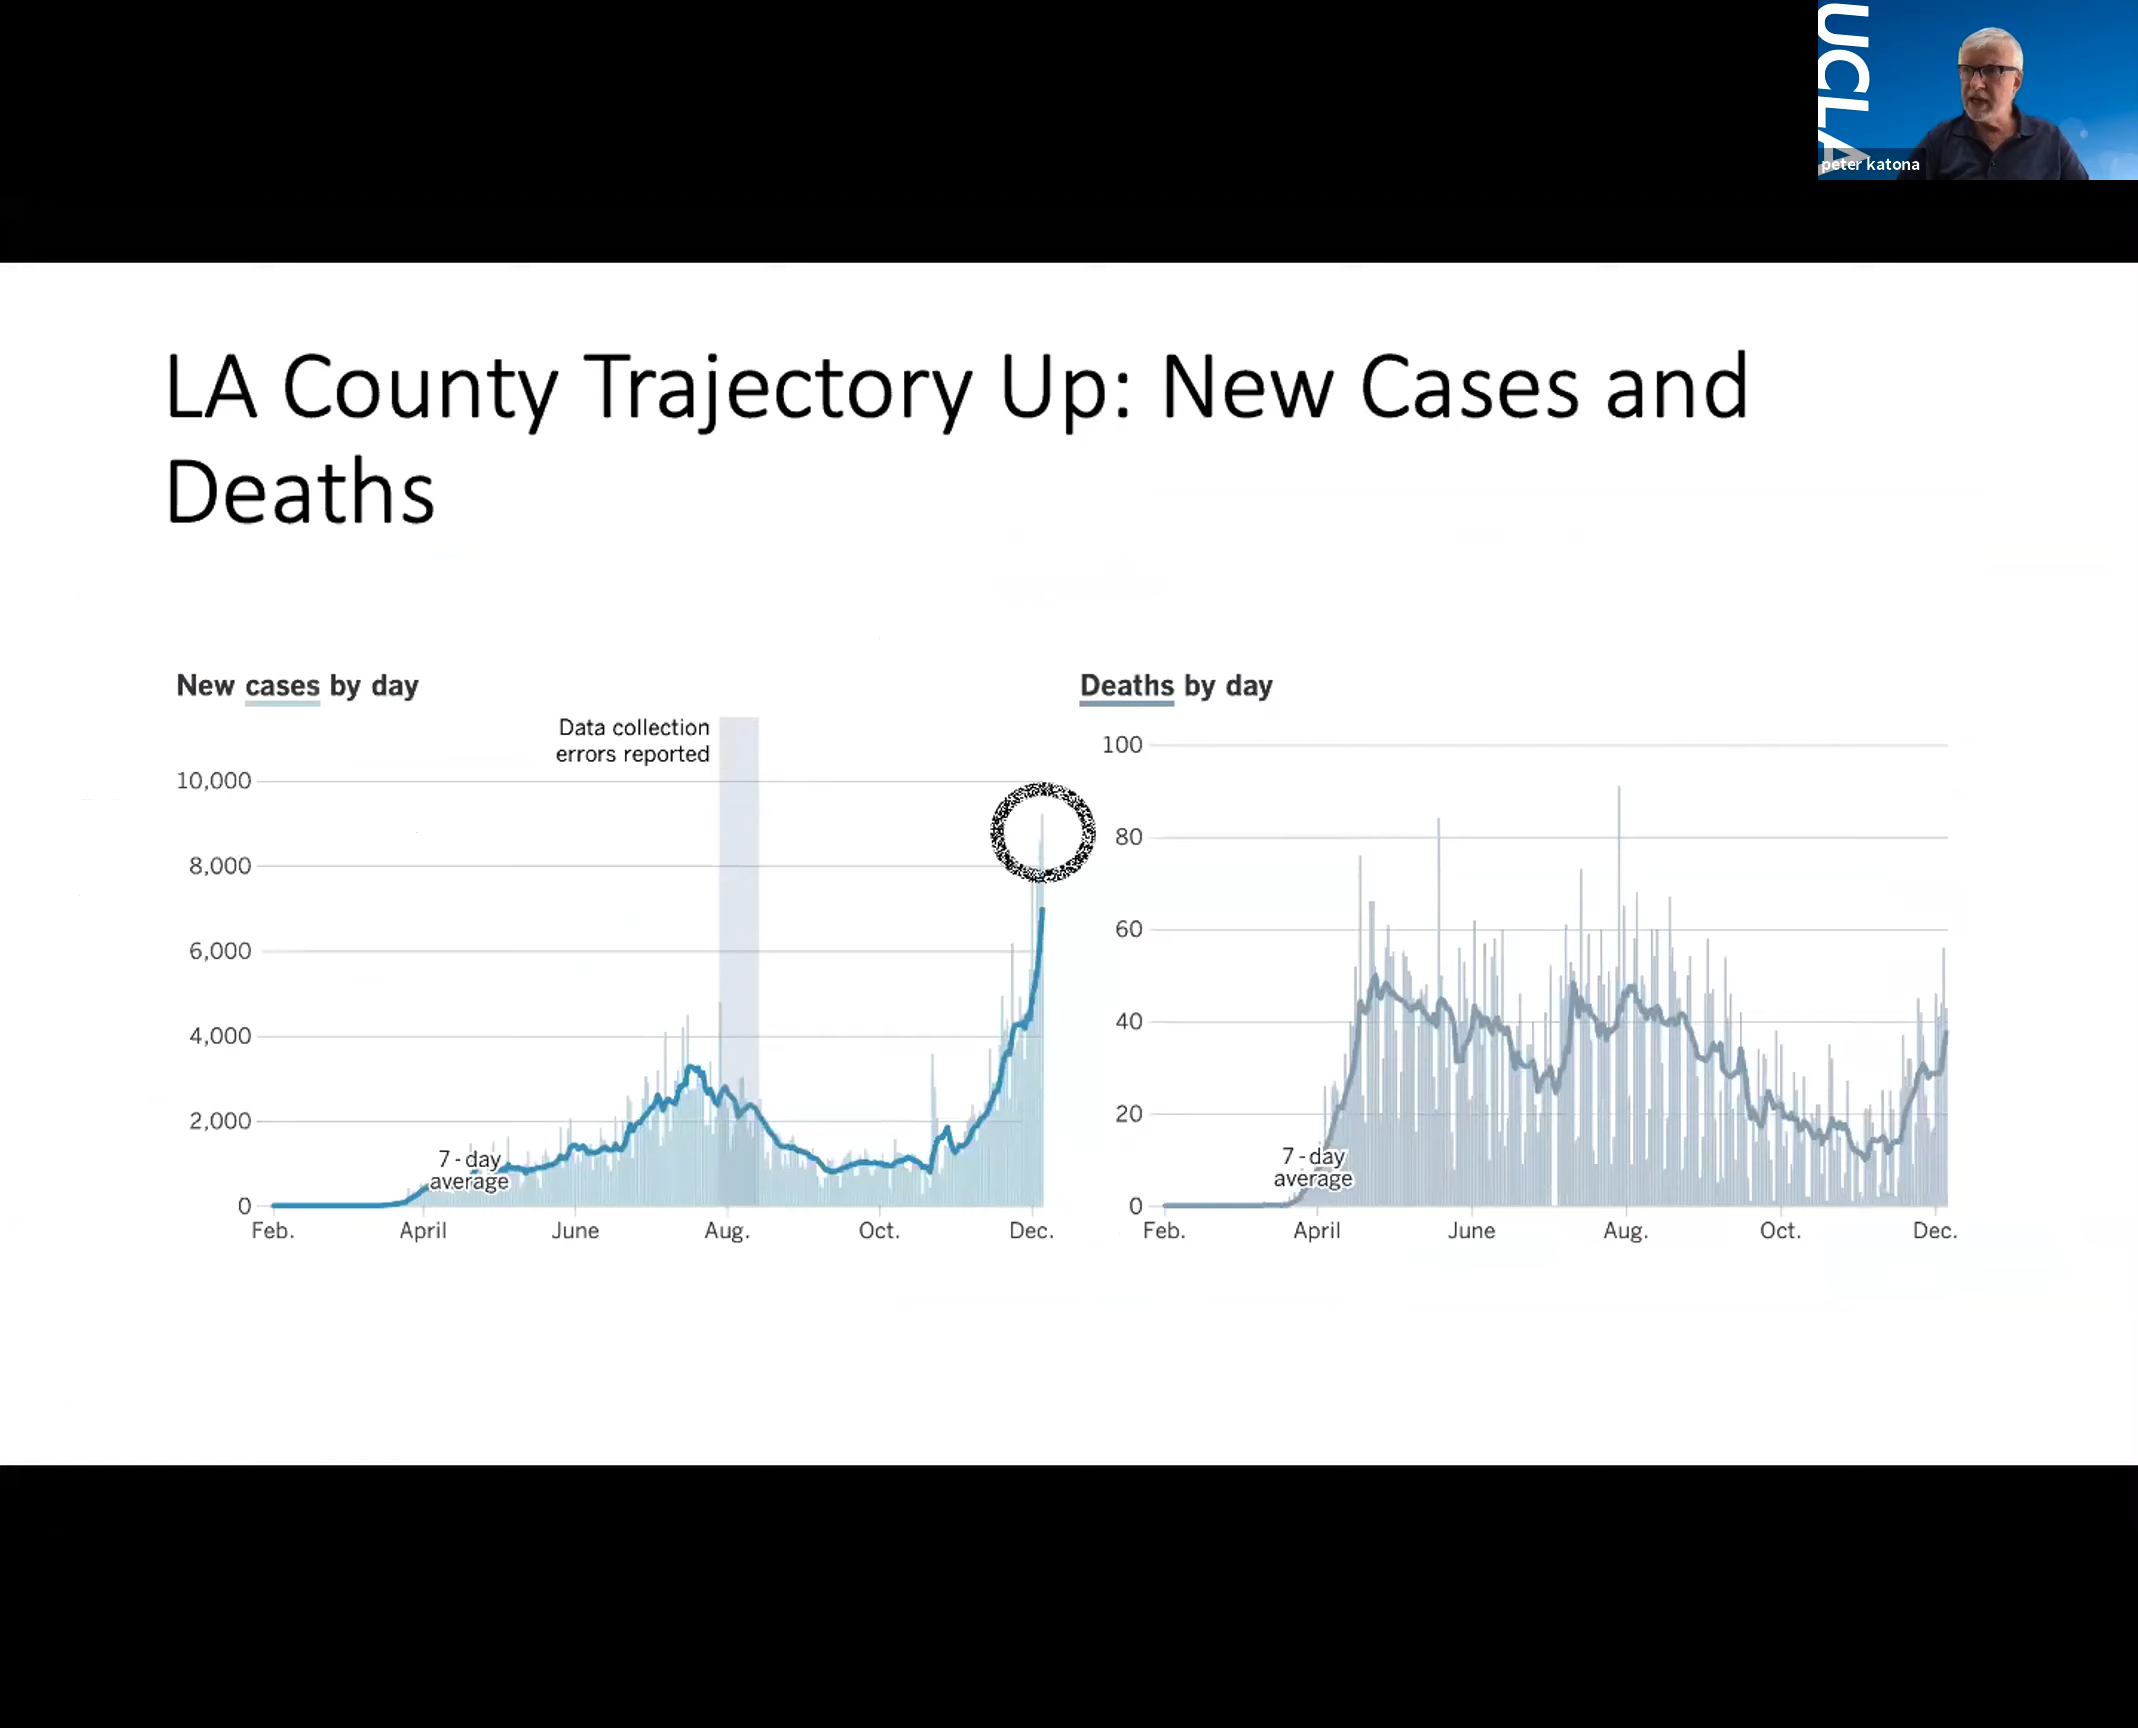 UCLA
peter katona
LA County Trajectory Up: New Cases and
Deaths
New cases by day
Data collection
errors reported
10,000
8,000
6,000
4,000
2,000
0
7-day
average
Feb.
April
June
Aug.
Oct.
Dec.
Deaths by day
100
80
60
40
20
0
7-day
average
Feb.
April
June
Aug.
Oct.
Dec.